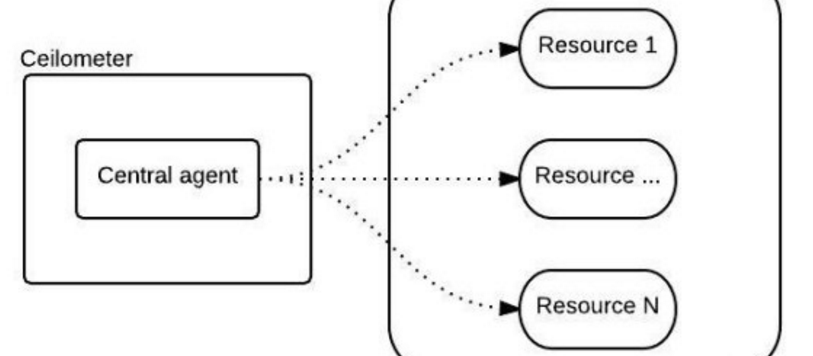 Ceilometer
Central agent
Resource 1
Resource ...
Resource N